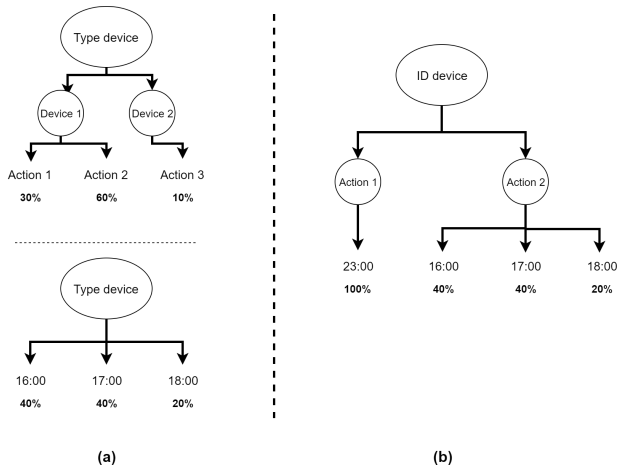 Type device
Device 1
Device 2
Action 1
Action 2
Action 3
30%
60%
10%
Type device
16:00
17:00
18:00
40%
40%
20%
(a)
ID device
Action 1
Action 2
23:00
16:00
17:00
18:00
100%
40%
40%
20%
(b)